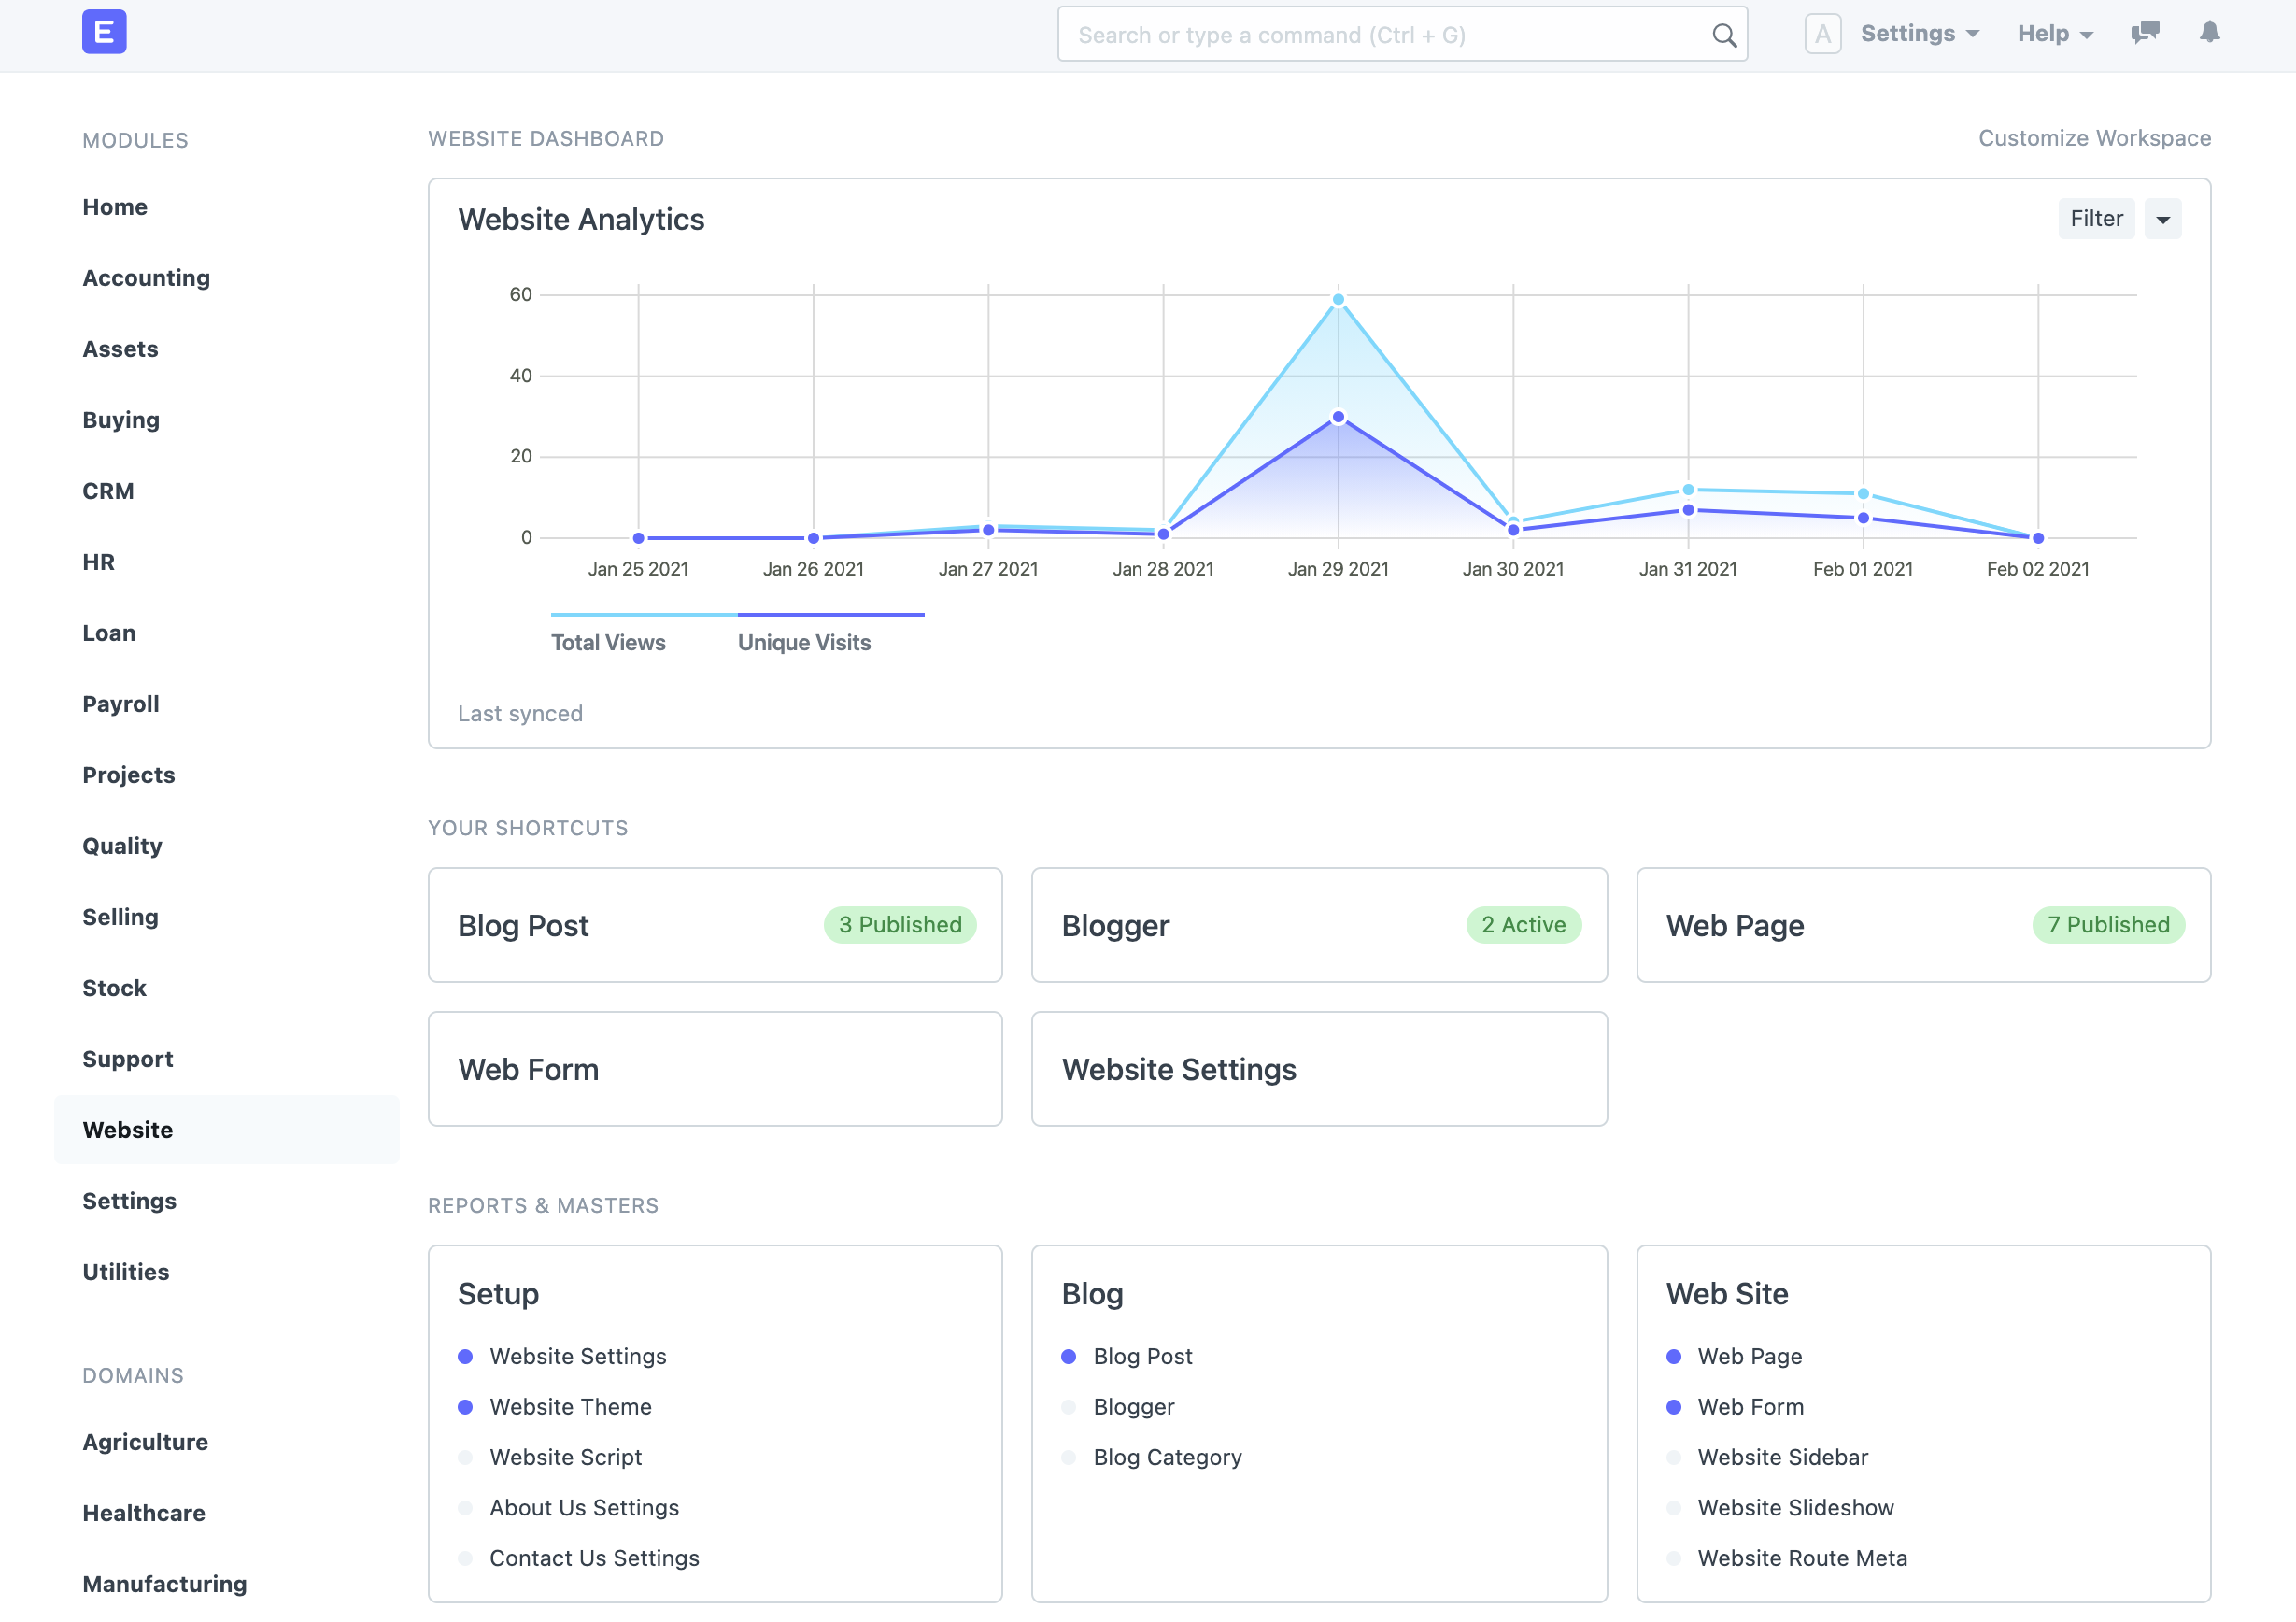 E
Search or type a command (Ctrl + G)
A
Settings
Help
MODULES
Home
Accounting
Assets
Buying
CRM
HR
Loan
Payroll
Projects
Quality
Selling
Stock
Support
Website
Settings
Utilities
DOMAINS
Agriculture
Healthcare
Manufacturing
WEBSITE DASHBOARD
Customize Workspace
Website Analytics
Filter
60
40
20
0
Jan 25 2021 Jan 26 2021 Jan 27 2021 Jan 28 2021 Jan 29 2021 Jan 30 2021 Jan 31 2021 Feb 01 2021 Feb 02 2021
Total Views Unique Visits
Last synced
YOUR SHORTCUTS
Blog Post 3 Published
Blogger 2 Active
Web Page 7 Published
Web Form
Website Settings
REPORTS & MASTERS
Setup
Website Settings
Website Theme
Website Script
About Us Settings
Contact Us Settings
Blog
Blog Post
Blogger
Blog Category
Web Site
Web Page
Web Form
Website Sidebar
Website Slideshow
Website Route Meta